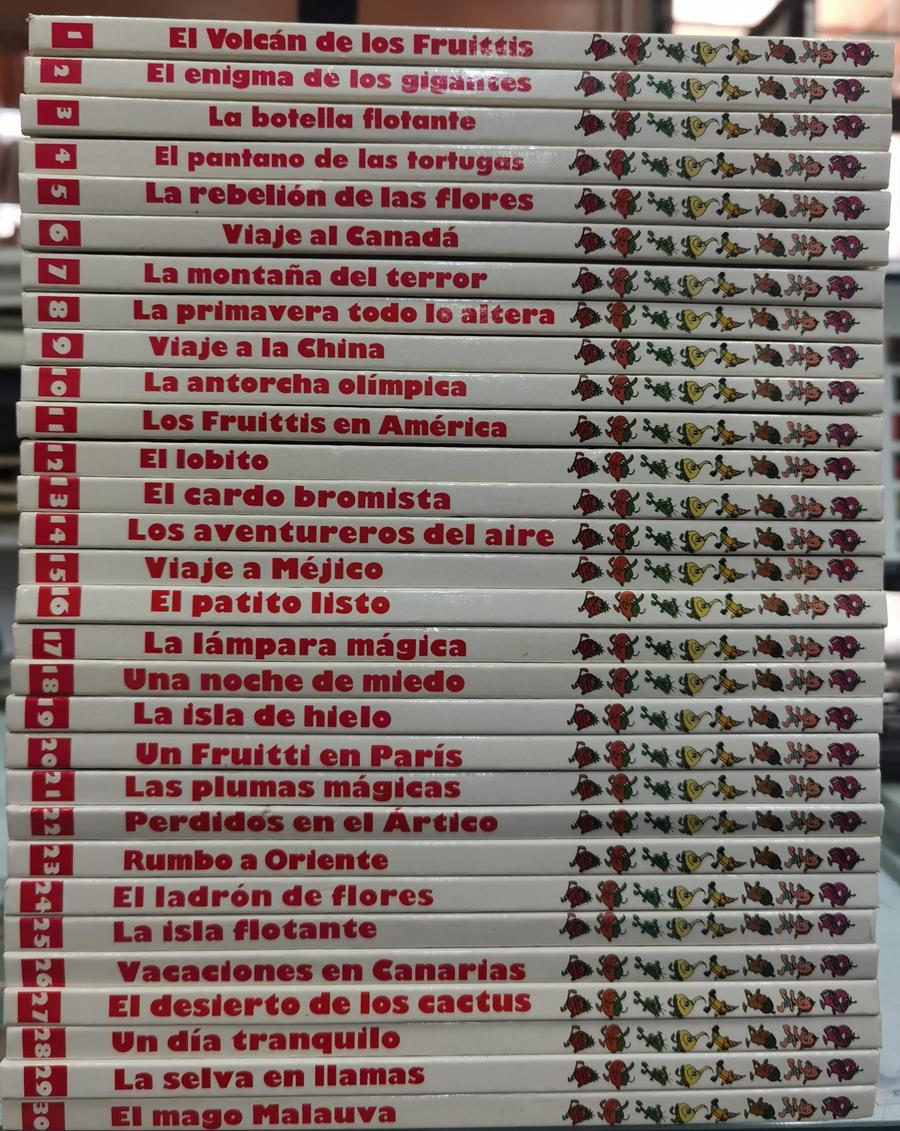 1 El Volcán de los Fruittis
2 El enigma de los gigantes
3 La botella flotante
4 El pantano de las tortugas
5 La rebelión de las flores
6 Viaje al Canadá
7 La montaña del terror
8 La primavera todo lo altera
9 Viaje a la China
10 La antorcha olímpica
11 Los Fruittis en América
12 El lobito
13 El cardo bromista
14 Los aventureros del aire
15 Viaje a Méjico
16 El patito listo
17 La lámpara mágica
18 Una noche de miedo
19 La isla de hielo
20 Un Fruitti en París
21 Las plumas mágicas
22 Perdidos en el Ártico
23 Rumbo a Oriente
24 El ladrón de flores
25 La isla flotante
26 Vacaciones en Canarias
27 El desierto de los cactus
28 Un día tranquilo
29 La selva en llamas
30 El mago Malauva